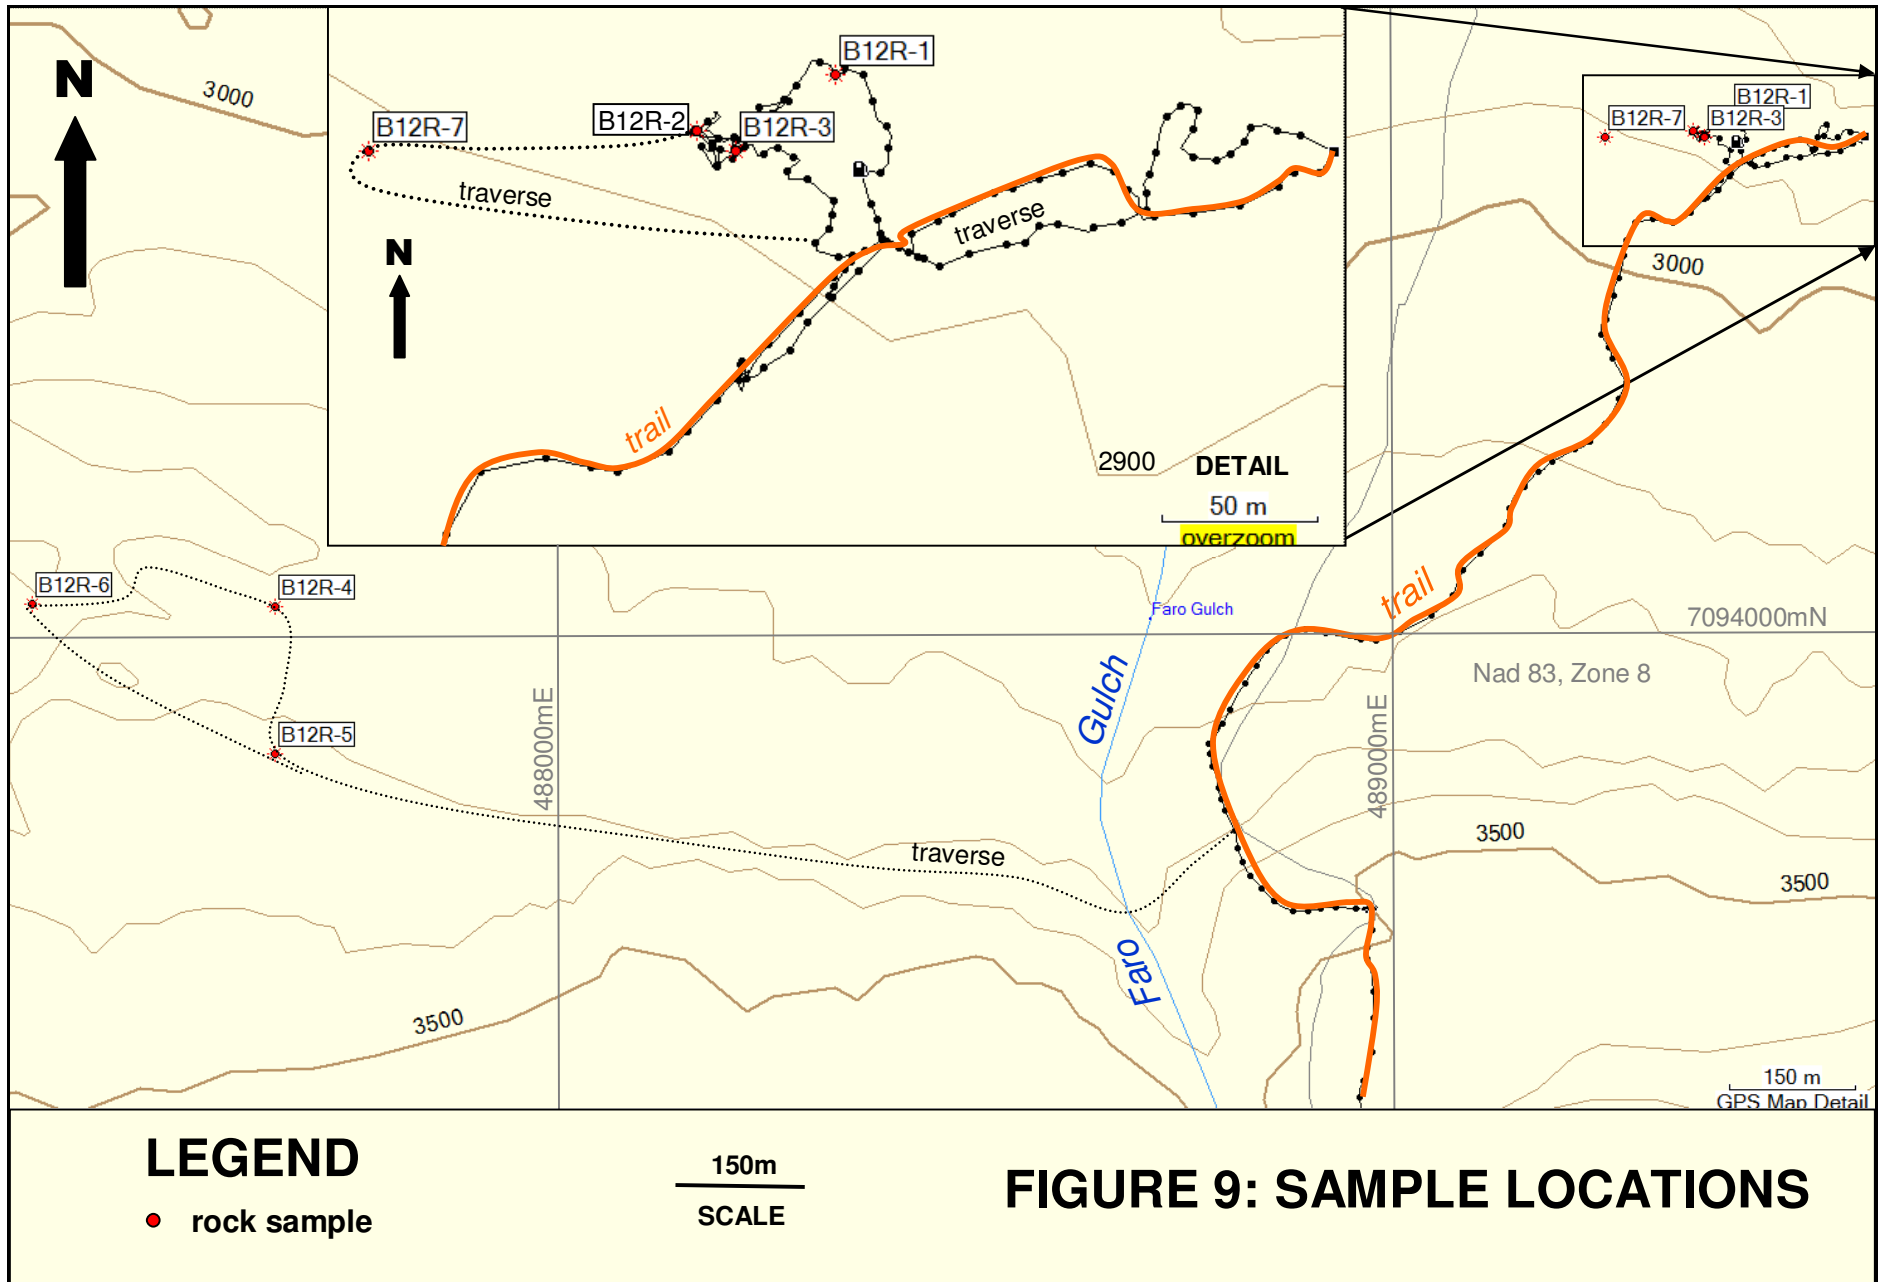 N
3000
B12R-1
B12R-2
B12R-3
B12R-7
traverse
N
traverse
trail
2900
DETAIL
50 m
overzoom
B12R-1
B12R-7
B12R-3
3000
B12R-6
B12R-4
Faro Gulch
trail
7094000mN
Nad 83, Zone 8
488000mE
Gulch
489000mE
B12R-5
traverse
3500
3500
Faro
3500
150 m
GPS Map Detail
LEGEND
rock sample
150m
SCALE
FIGURE 9: SAMPLE LOCATIONS